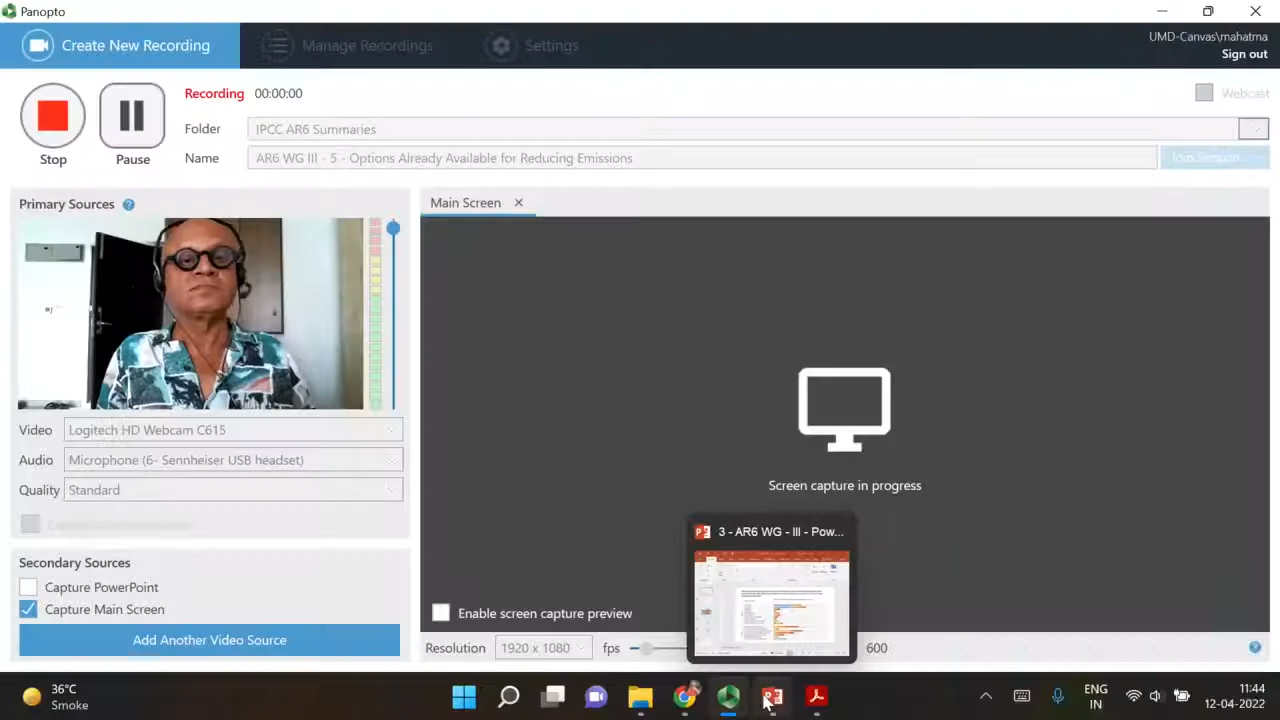 Panopto
Create New Recording
Manage Recordings
Settings
UMD-Canvas\mahatma
Sign out
Recording 00:00:00
Webcast
Folder IPCC AR6 Summaries
Name AR6 WG III - 5 - Options Already Available for Reducing Emissions
Stop Pause
Primary Sources
Main Screen
Video Logitech HD Webcam C615
Audio Microphone (6- Sennheiser USB headset)
Quality Standard
Screen capture in progress
Secondary Sources
Capture PowerPoint
Capture Main Screen
Add Another Video Source
3 - AR6 WG - III - Pow...
Enable screen capture preview
Resolution 1920 x 1080 fps 600
36°C
Smoke
ENG
IN
11:44
12-04-2022